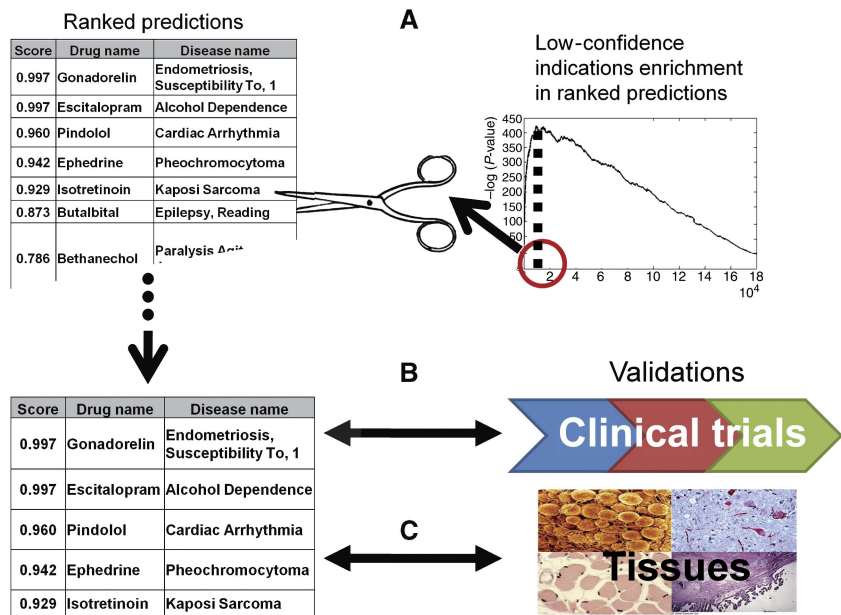 Ranked predictions
A
Score Drug name Disease name
0.997 Gonadorelin Endometriosis,
Susceptibility To, 1
0.997 Escitalopram Alcohol Dependence
0.960 Pindolol Cardiac Arrhythmia
0.942 Ephedrine Pheochromocytoma
0.929 Isotretinoin Kaposi Sarcoma
0.873 Butalbital Epilepsy, Reading
0.786 Bethanechol Paralysis
Low-confidence
indications enrichment
in ranked predictions
−log (P-value)
450
400
350
300
250
200
150
100
50
2 4 6 8 10 12 14 16 18
10⁴
B
Validations
Clinical trials
C
Tissues
Score Drug name Disease name
0.997 Gonadorelin Endometriosis,
Susceptibility To, 1
0.997 Escitalopram Alcohol Dependence
0.960 Pindolol Cardiac Arrhythmia
0.942 Ephedrine Pheochromocytoma
0.929 Isotretinoin Kaposi Sarcoma